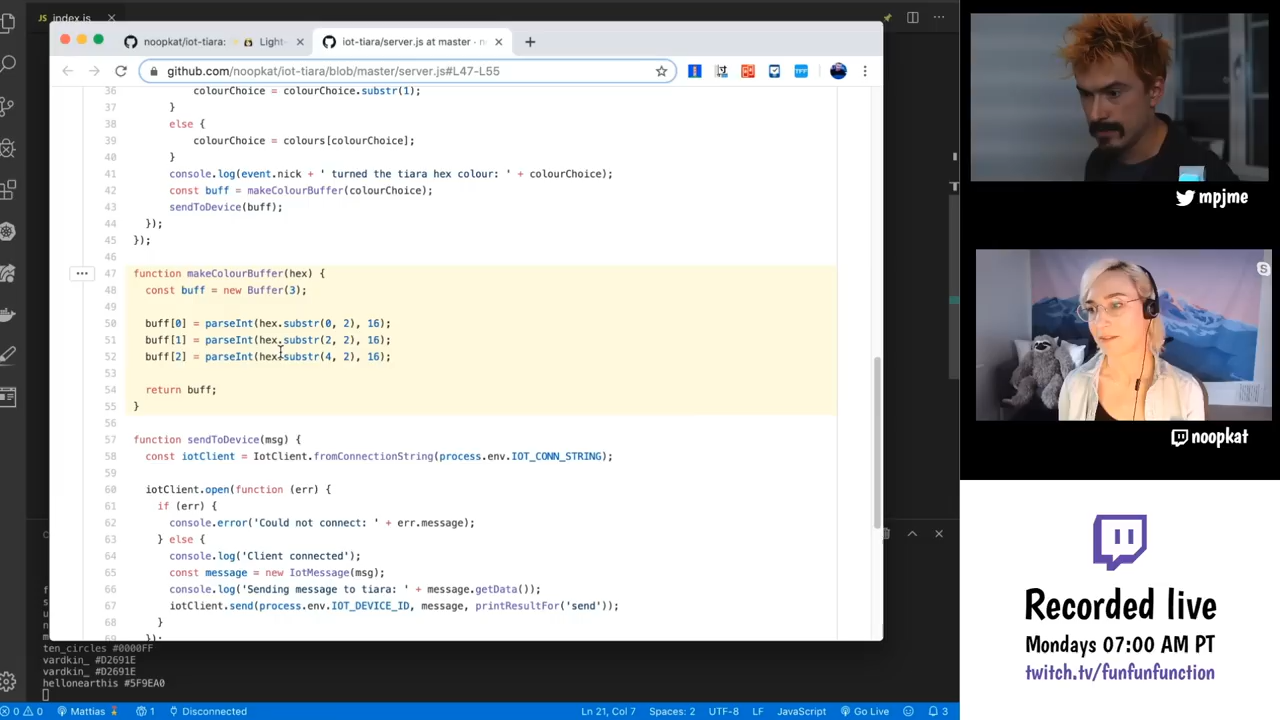 JS index.js
noopkat/iot-tiara: Light-
iot-tiara/server.js at master · n
github.com/noopkat/iot-tiara/blob/master/server.js#L47-L55
36 colourChoice = colourChoice.substr(1);
37 }
38 else {
39 colourChoice = colours[colourChoice];
40 }
41 console.log(event.nick + ' turned the tiara hex colour: ' + colourChoice);
42 const buff = makeColourBuffer(colourChoice);
43 sendToDevice(buff);
44 });
45 });
46
47 function makeColourBuffer(hex) {
48 const buff = new Buffer(3);
49
50 buff[0] = parseInt(hex.substr(0, 2), 16);
51 buff[1] = parseInt(hex.substr(2, 2), 16);
52 buff[2] = parseInt(hex.substr(4, 2), 16);
53
54 return buff;
55 }
56
57 function sendToDevice(msg) {
58 const iotClient = IotClient.fromConnectionString(process.env.IOT_CONN_STRING);
59
60 iotClient.open(function (err) {
61 if (err) {
62 console.error('Could not connect: ' + err.message);
63 } else {
64 console.log('Client connected');
65 const message = new IotMessage(msg);
66 console.log('Sending message to tiara: ' + message.getData());
67 iotClient.send(process.env.IOT_DEVICE_ID, message, printResultFor('send'));
68 }
69 });
ten_circles #0000FF
vardkin_ #D2691E
vardkin_ #D2691E
hellonearthis #5F9EA0
0 0 Mattias 1 Disconnected Ln 21, Col 7 Spaces: 2 UTF-8 LF JavaScript Go Live 3
mpjme
noopkat
Recorded live
Mondays 07:00 AM PT
twitch.tv/funfunfunction